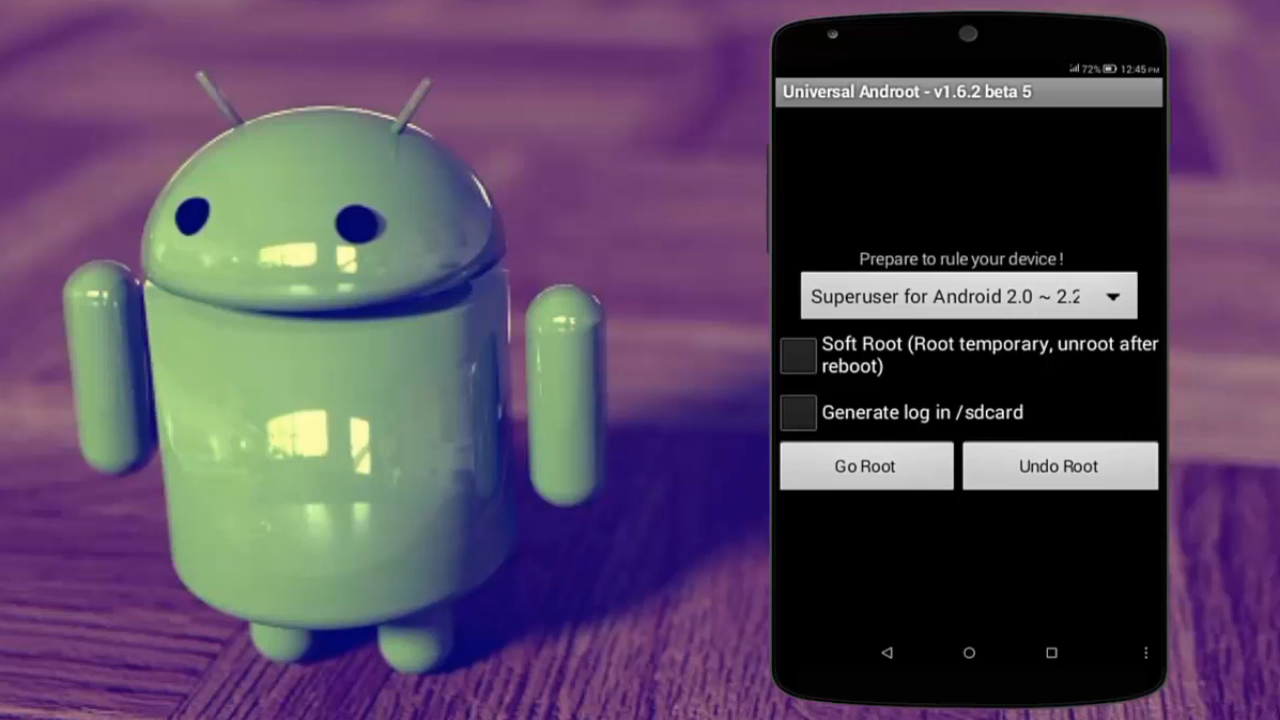 72% 12:45 PM
Universal Androot - v1.6.2 beta 5
Prepare to rule your device!
Superuser for Android 2.0 ~ 2.2
Soft Root (Root temporary, unroot after
reboot)
Generate log in /sdcard
Go Root
Undo Root